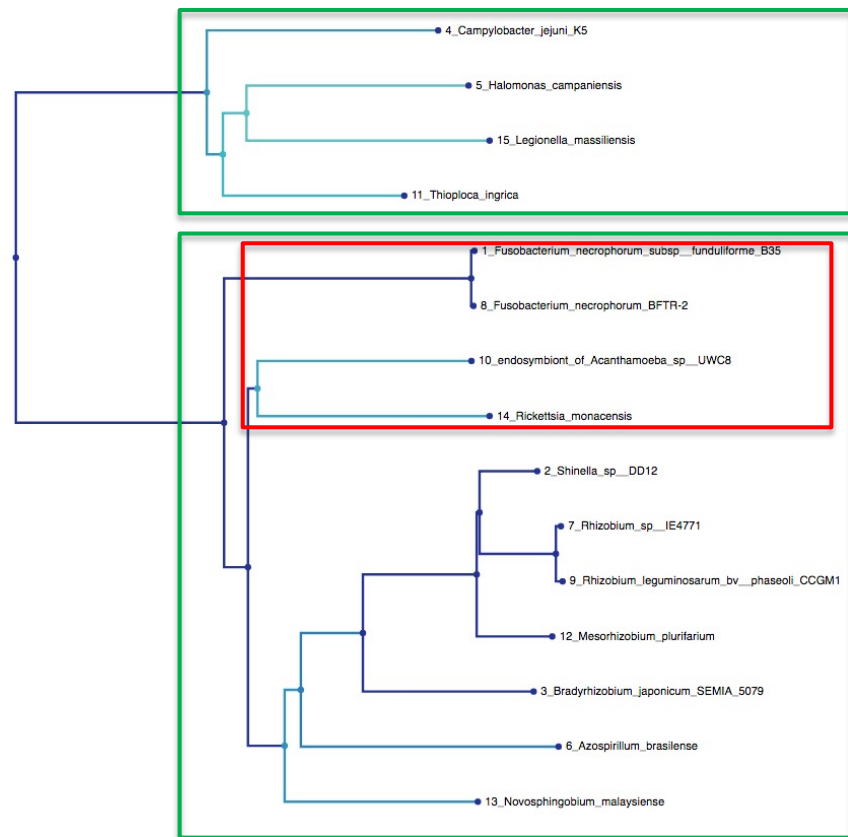 4_Campylobacter_jejuni_K5
5_Halomonas_campaniensis
15_Legionella_massiliensis
11_Thioploca_ingrica
1_Fusobacterium_necrophorum_subsp__funduliforme_B35
8_Fusobacterium_necrophorum_BFTR-2
10_endosymbiont_of_Acanthamoeba_sp__UWC8
14_Rickettsia_monacensis
2_Shinella_sp__DD12
7_Rhizobium_sp__IE4771
9_Rhizobium_leguminosarum_bv__phaseoli_CCGM1
12_Mesorhizobium_plurifarium
3_Bradyrhizobium_japonicum_SEMIA_5079
6_Azospirillum_brasilense
13_Novosphingobium_malaysiense